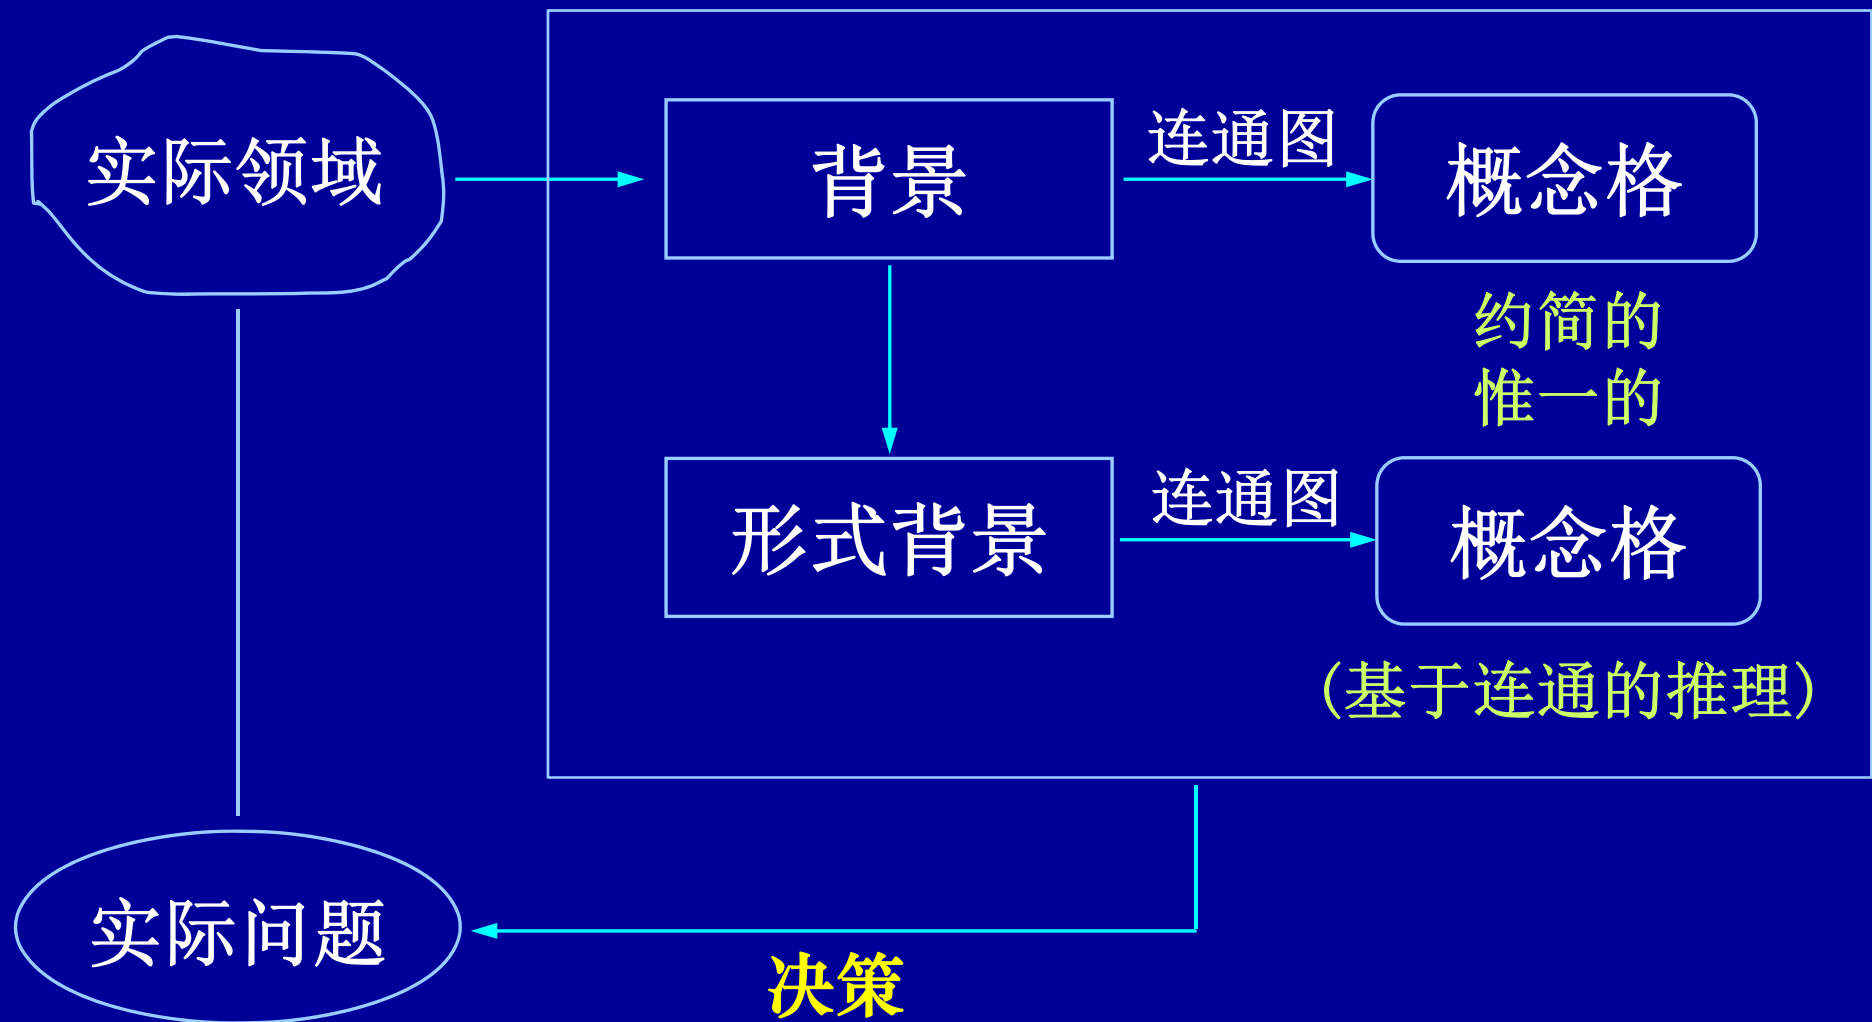 实际领域
背景
连通图
概念格
约简的
惟一的
形式背景
连通图
概念格
(基于连通的推理)
实际问题
决策